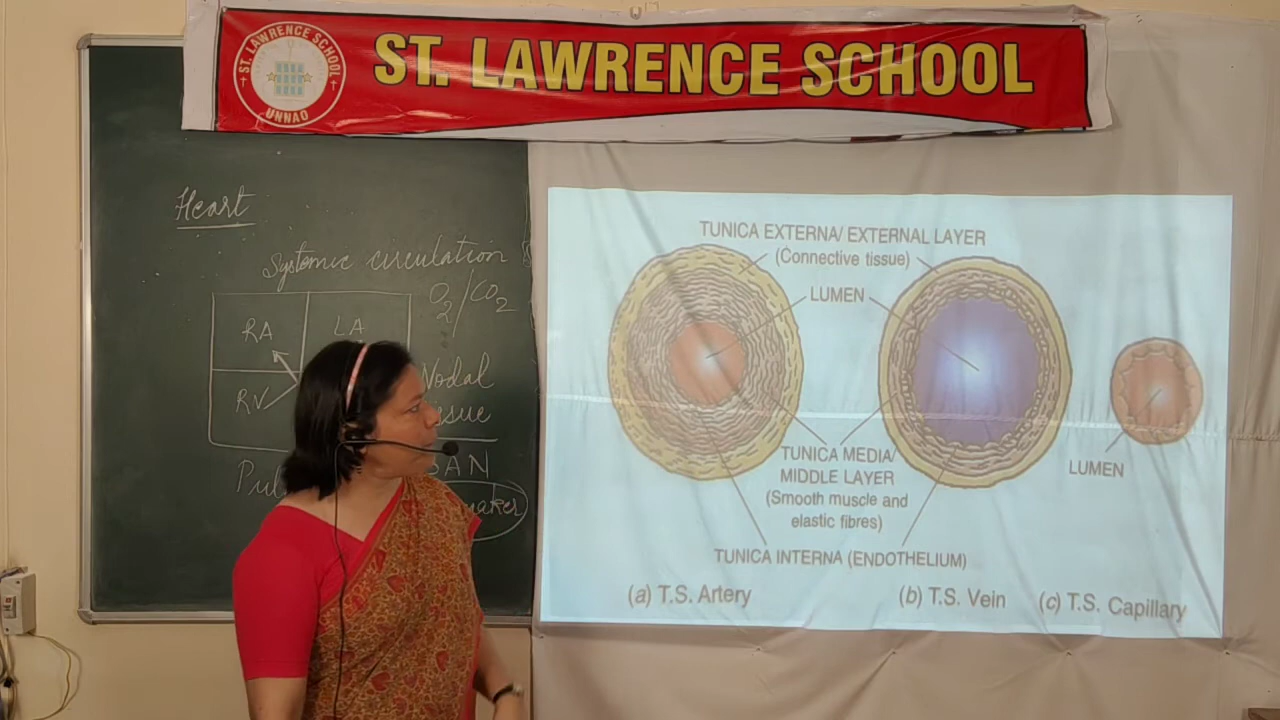 ST. LAWRENCE SCHOOL
ST. LAWRENCE SCHOOL
UNNAO
Heart
Systemic circulation
O2/CO2
RA
LA
RV
Nodal
SAN
TUNICA EXTERNA/ EXTERNAL LAYER
(Connective tissue)
LUMEN
TUNICA MEDIA/
MIDDLE LAYER
(Smooth muscle and
elastic fibres)
LUMEN
TUNICA INTERNA (ENDOTHELIUM)
(a) T.S. Artery
(b) T.S. Vein
(c) T.S. Capillary